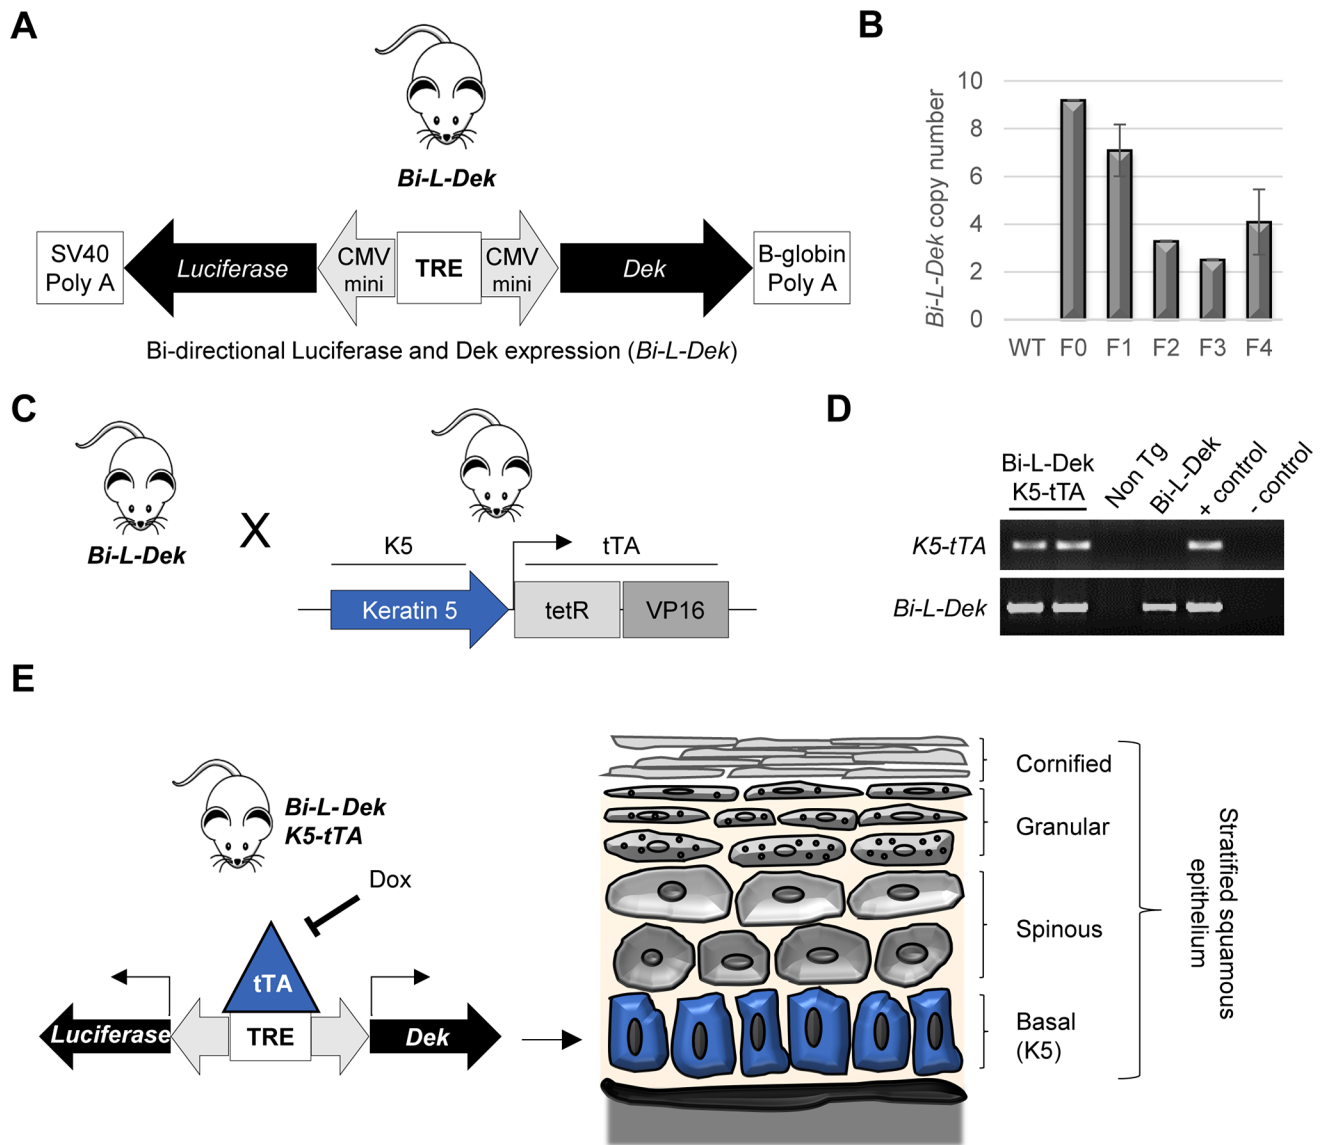 A
Bi-L-Dek
SV40
Poly A
Luciferase
CMV
mini
TRE
CMV
mini
Dek
B-globin
Poly A
Bi-directional Luciferase and Dek expression (Bi-L-Dek)
B
Bi-L-Dek copy number
10
8
6
4
2
0
WT F0 F1 F2 F3 F4
C
Bi-L-Dek
X
K5
tTA
Keratin 5
tetR
VP16
D
Bi-L-Dek
K5-tTA
Non Tg
Bi-L-Dek
+ control
- control
K5-tTA
Bi-L-Dek
E
Bi-L-Dek
K5-tTA
Dox
tTA
Luciferase
TRE
Dek
Cornified
Granular
Spinous
Basal
(K5)
Stratified squamous
epithelium